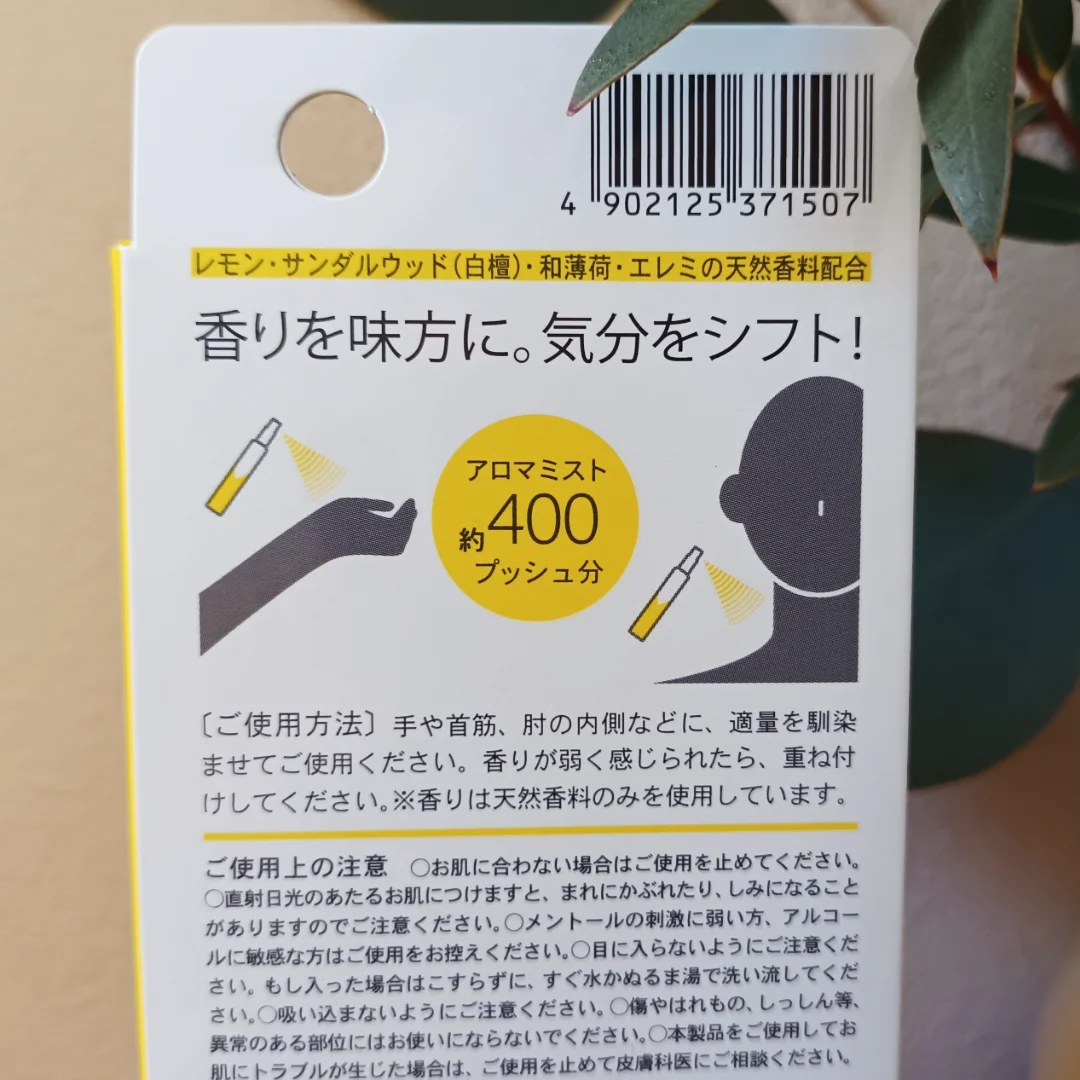 4 902125 371507
レモン・サンダルウッド(白檀)・和薄荷・エレミの天然香料配合
香りを味方に。気分をシフト!
アロマミスト
約400
プッシュ分
〔ご使用方法〕手や首筋、肘の内側などに、適量を馴染
ませてご使用ください。香りが弱く感じられたら、重ね付
けしてください。※香りは天然香料のみを使用しています。
ご使用上の注意 ○お肌に合わない場合はご使用を止めてください。
○直射日光のあたるお肌につけますと、まれにかぶれたり、しみになること
がありますのでご注意ください。○メントールの刺激に弱い方、アルコー
ルに敏感な方はご使用をお控えください。○目に入らないようにご注意くだ
さい。もし入った場合はこすらずに、すぐ水かぬるま湯で洗い流してくだ
さい。○吸い込まないようにご注意ください。○傷やはれもの、しっしん等、
異常のある部位にはお使いにならないでください。○本製品をご使用してお
肌にトラブルが生じた場合は、ご使用を止めて皮膚科医にご相談ください。